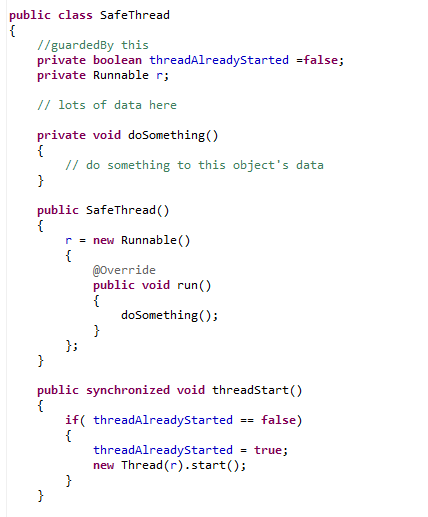 public class SafeThread
{
    //guardedBy this
    private boolean threadAlreadyStarted =false;
    private Runnable r;

    // lots of data here

    private void doSomething()
    {
        // do something to this object's data
    }

    public SafeThread()
    {
        r = new Runnable()
        {
            @Override
            public void run()
            {
                doSomething();
            }
        };
    }

    public synchronized void threadStart()
    {
        if( threadAlreadyStarted == false)
        {
            threadAlreadyStarted = true;
            new Thread(r).start();
        }
    }